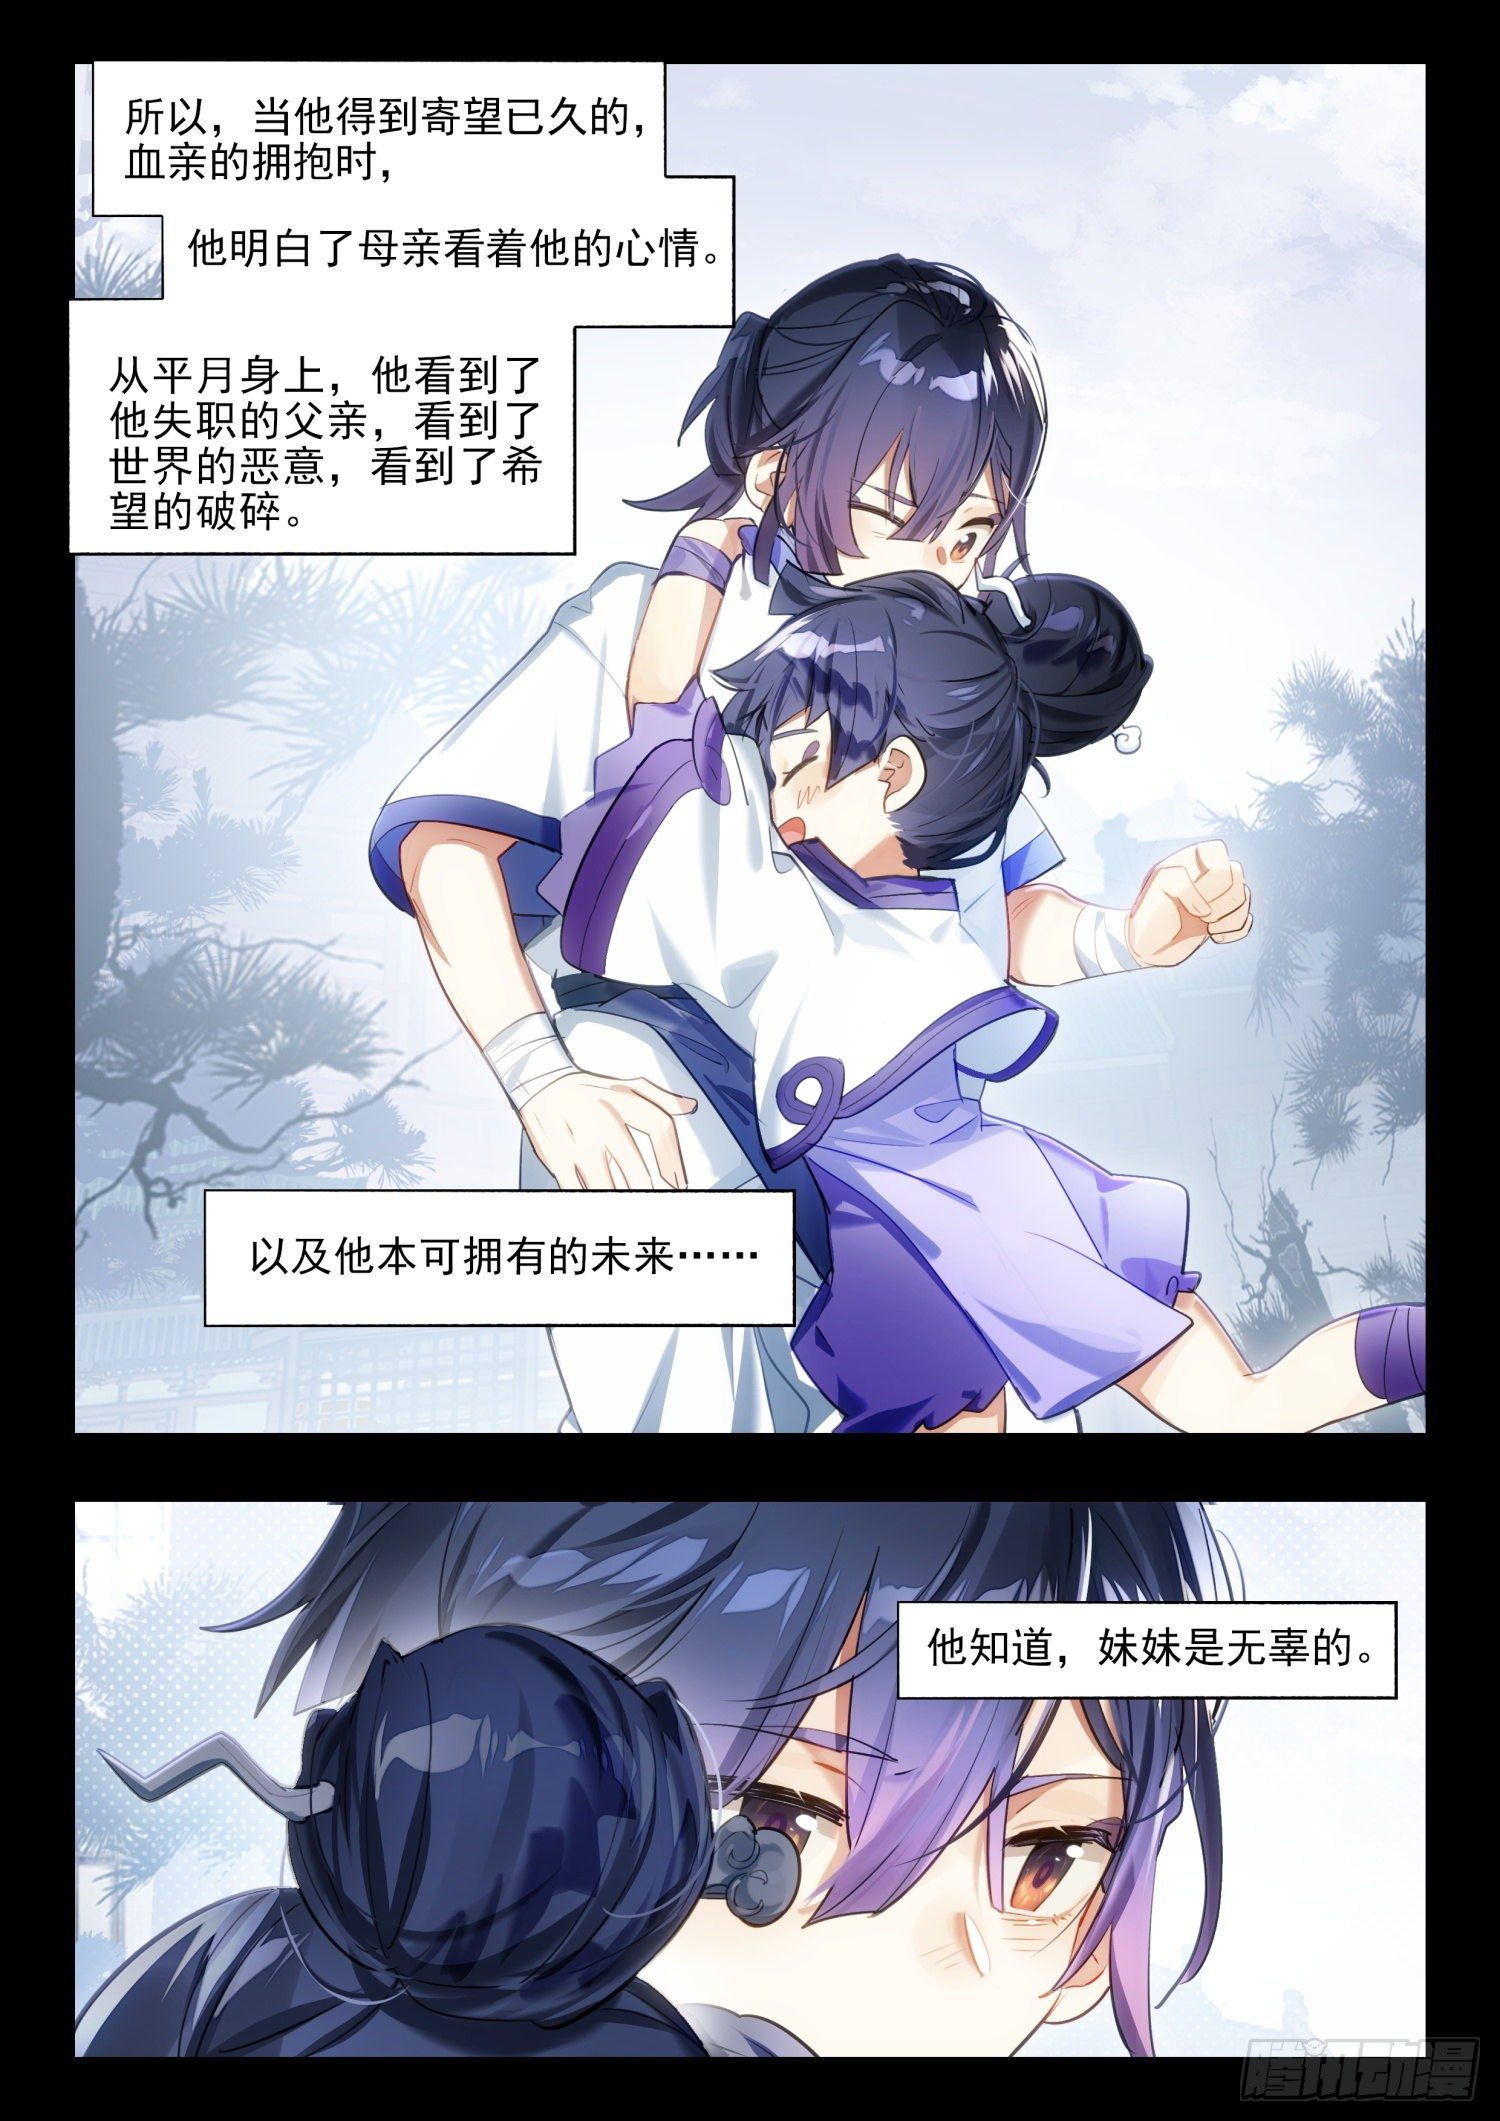 所以，当他得到寄望已久的，
血亲的拥抱时，
他明白了母亲看着他的心情。
从平月身上，他看到了
他失职的父亲，看到了
世界的恶意，看到了希
望的破碎。
以及他本可拥有的未来……
他知道，妹妹是无辜的。
腾讯动漫